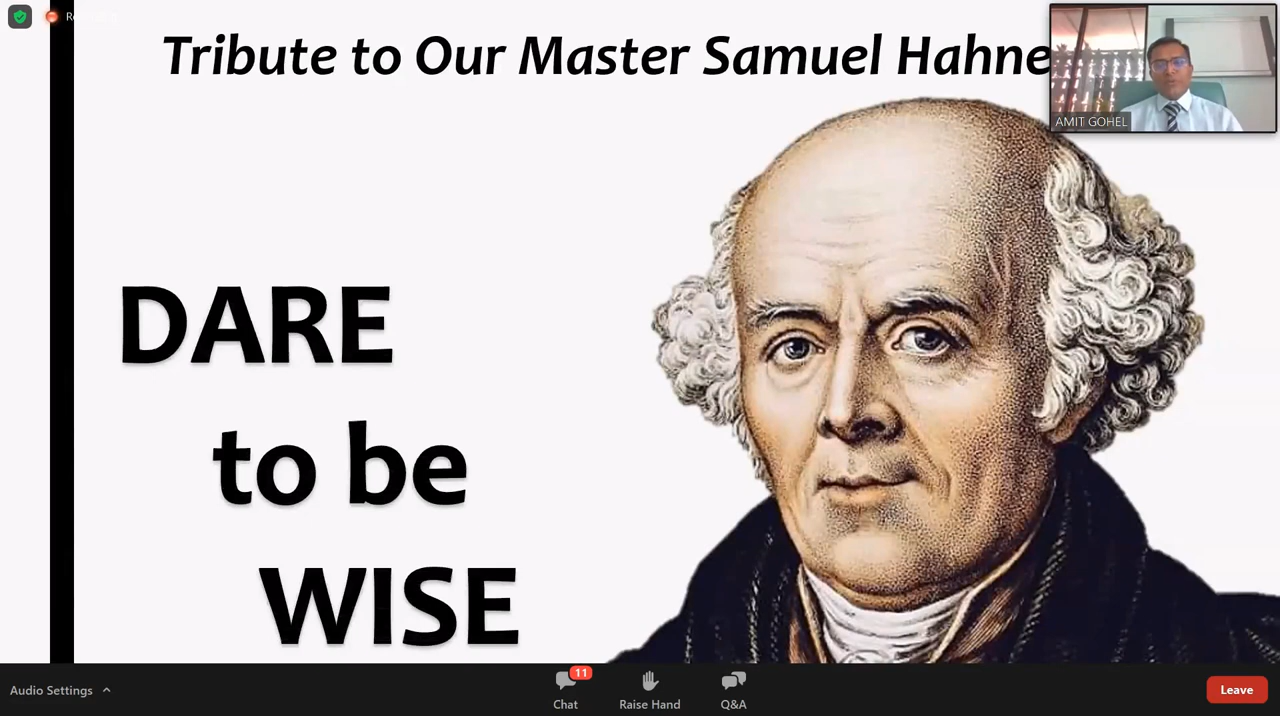 Tribute to Our Master Samuel Hahne
AMIT GOHEL
DARE
to be
WISE
Audio Settings
11
Chat
Raise Hand
Q&A
Leave